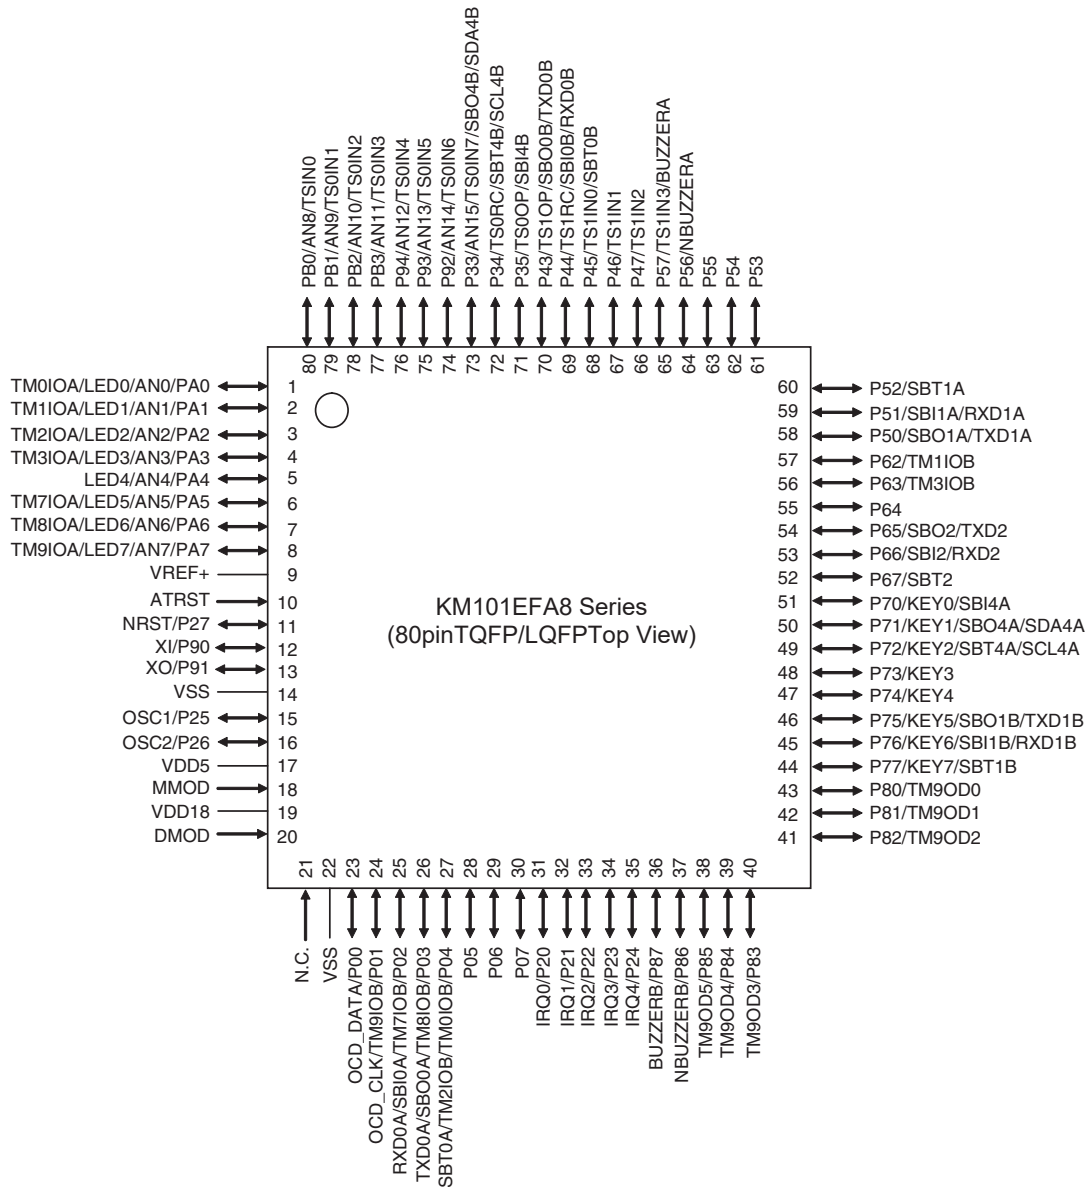 PB0/AN8/TSIN0
PB1/AN9/TS0IN1
PB2/AN10/TS0IN2
PB3/AN11/TS0IN3
P94/AN12/TS0IN4
P93/AN13/TS0IN5
P92/AN14/TS0IN6
P33/AN15/TS0IN7/SBO4B/SDA4B
P34/TS0RC/SBT4B/SCL4B
P35/TS0OP/SBI4B
P43/TS1OP/SBO0B/TXD0B
P44/TS1RC/SBI0B/RXD0B
P45/TS1IN0/SBT0B
P46/TS1IN1
P47/TS1IN2
P57/TS1IN3/BUZZERA
P56/NBUZZERA
P55
P54
P53
80 79 78 77 76 75 74 73 72 71 70 69 68 67 66 65 64 63 62 61
TM0IOA/LED0/AN0/PA0 1
TM1IOA/LED1/AN1/PA1 2
TM2IOA/LED2/AN2/PA2 3
TM3IOA/LED3/AN3/PA3 4
LED4/AN4/PA4 5
TM7IOA/LED5/AN5/PA5 6
TM8IOA/LED6/AN6/PA6 7
TM9IOA/LED7/AN7/PA7 8
VREF+ 9
ATRST 10
NRST/P27 11
XI/P90 12
XO/P91 13
VSS 14
OSC1/P25 15
OSC2/P26 16
VDD5 17
MMOD 18
VDD18 19
DMOD 20
KM101EFA8 Series
(80pinTQFP/LQFPTop View)
60 P52/SBT1A
59 P51/SBI1A/RXD1A
58 P50/SBO1A/TXD1A
57 P62/TM1IOB
56 P63/TM3IOB
55 P64
54 P65/SBO2/TXD2
53 P66/SBI2/RXD2
52 P67/SBT2
51 P70/KEY0/SBI4A
50 P71/KEY1/SBO4A/SDA4A
49 P72/KEY2/SBT4A/SCL4A
48 P73/KEY3
47 P74/KEY4
46 P75/KEY5/SBO1B/TXD1B
45 P76/KEY6/SBI1B/RXD1B
44 P77/KEY7/SBT1B
43 P80/TM9OD0
42 P81/TM9OD1
41 P82/TM9OD2
21 22 23 24 25 26 27 28 29 30 31 32 33 34 35 36 37 38 39 40
N.C.
VSS
OCD_DATA/P00
OCD_CLK/TM9IOB/P01
RXD0A/SBI0A/TM7IOB/P02
TXD0A/SBO0A/TM8IOB/P03
SBT0A/TM2IOB/TM0IOB/P04
P05
P06
P07
IRQ0/P20
IRQ1/P21
IRQ2/P22
IRQ3/P23
IRQ4/P24
BUZZERB/P87
NBUZZERB/P86
TM9OD5/P85
TM9OD4/P84
TM9OD3/P83